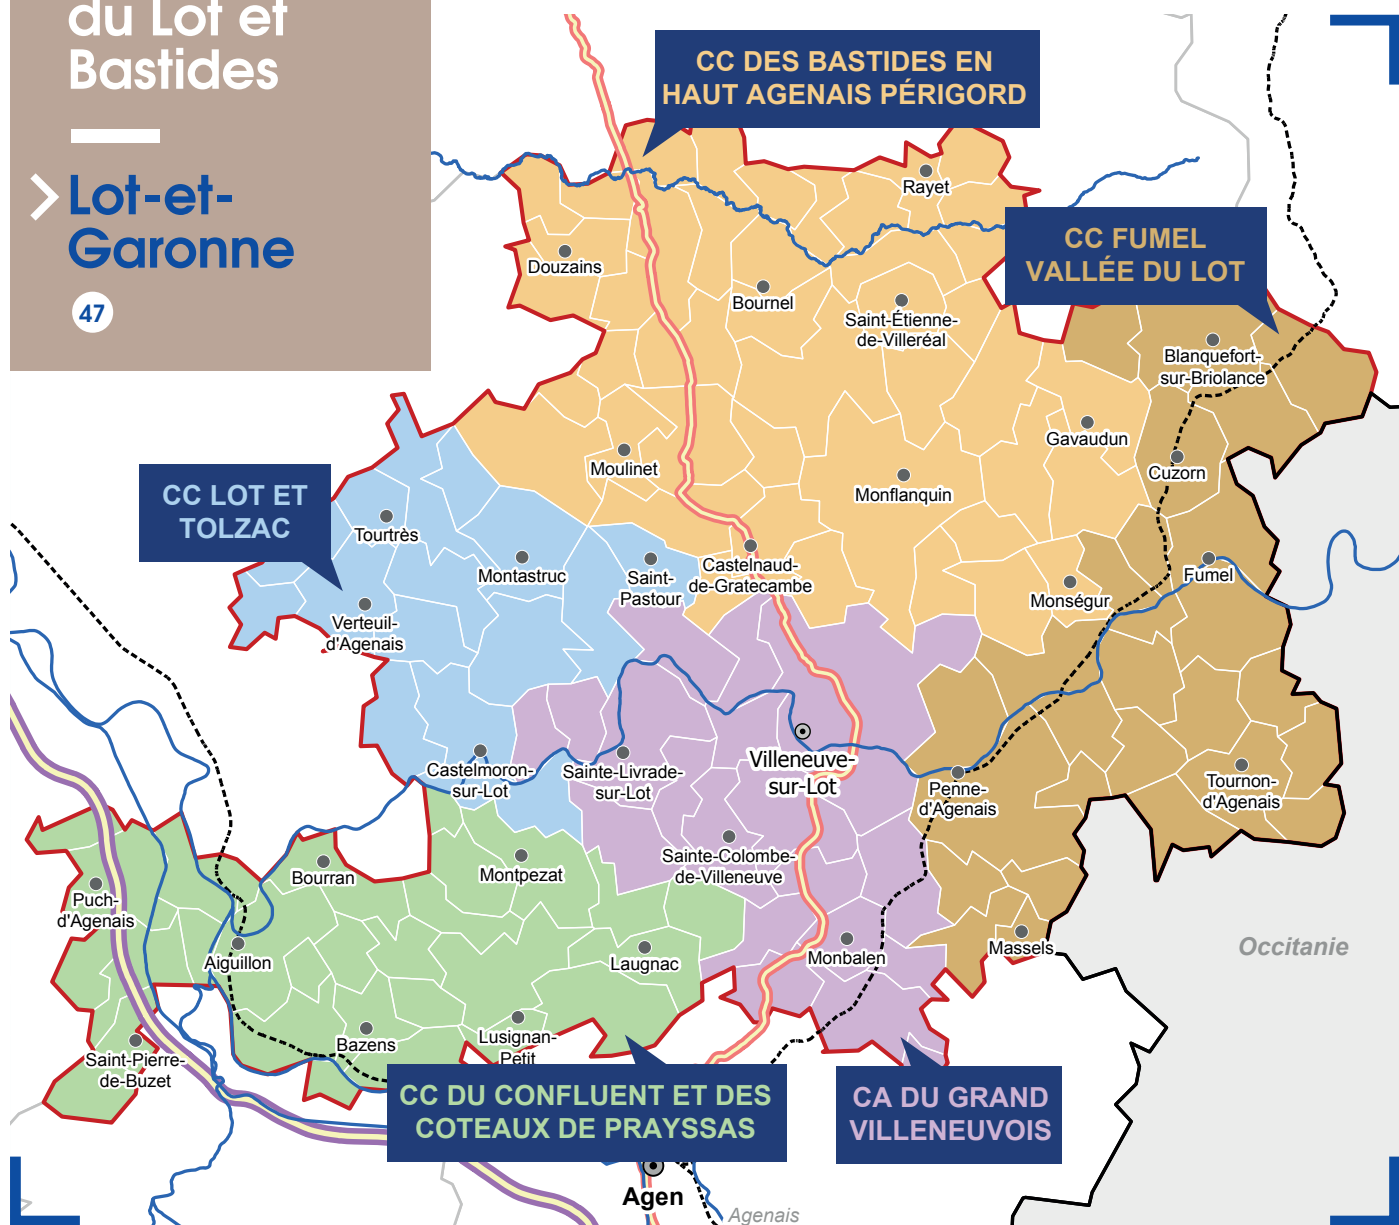 du Lot et
Bastides
Lot-et-
Garonne
47
CC DES BASTIDES EN
HAUT AGENAIS PÉRIGORD
CC FUMEL
VALLÉE DU LOT
CC LOT ET
TOLZAC
CC DU CONFLUENT ET DES
COTEAUX DE PRAYSSAS
CA DU GRAND
VILLENEUVOIS
Rayet
Douzains
Bournel
Saint-Étienne-
de-Villeréal
Blanquefort-
sur-Briolance
Gavaudun
Cuzorn
Moulinet
Monflanquin
Tourtrès
Montastruc
Saint-
Pastour
Castelnaud-
de-Gratecambe
Fumel
Monségur
Verteuil-
d'Agenais
Castelmoron-
sur-Lot
Sainte-Livrade-
sur-Lot
Villeneuve-
sur-Lot
Penne-
d'Agenais
Tournon-
d'Agenais
Sainte-Colombe-
de-Villeneuve
Montpezat
Bourran
Puch-
d'Agenais
Aiguillon
Laugnac
Monbalen
Massels
Occitanie
Bazens
Lusignan-
Petit
Saint-Pierre-
de-Buzet
Agen
Agenais